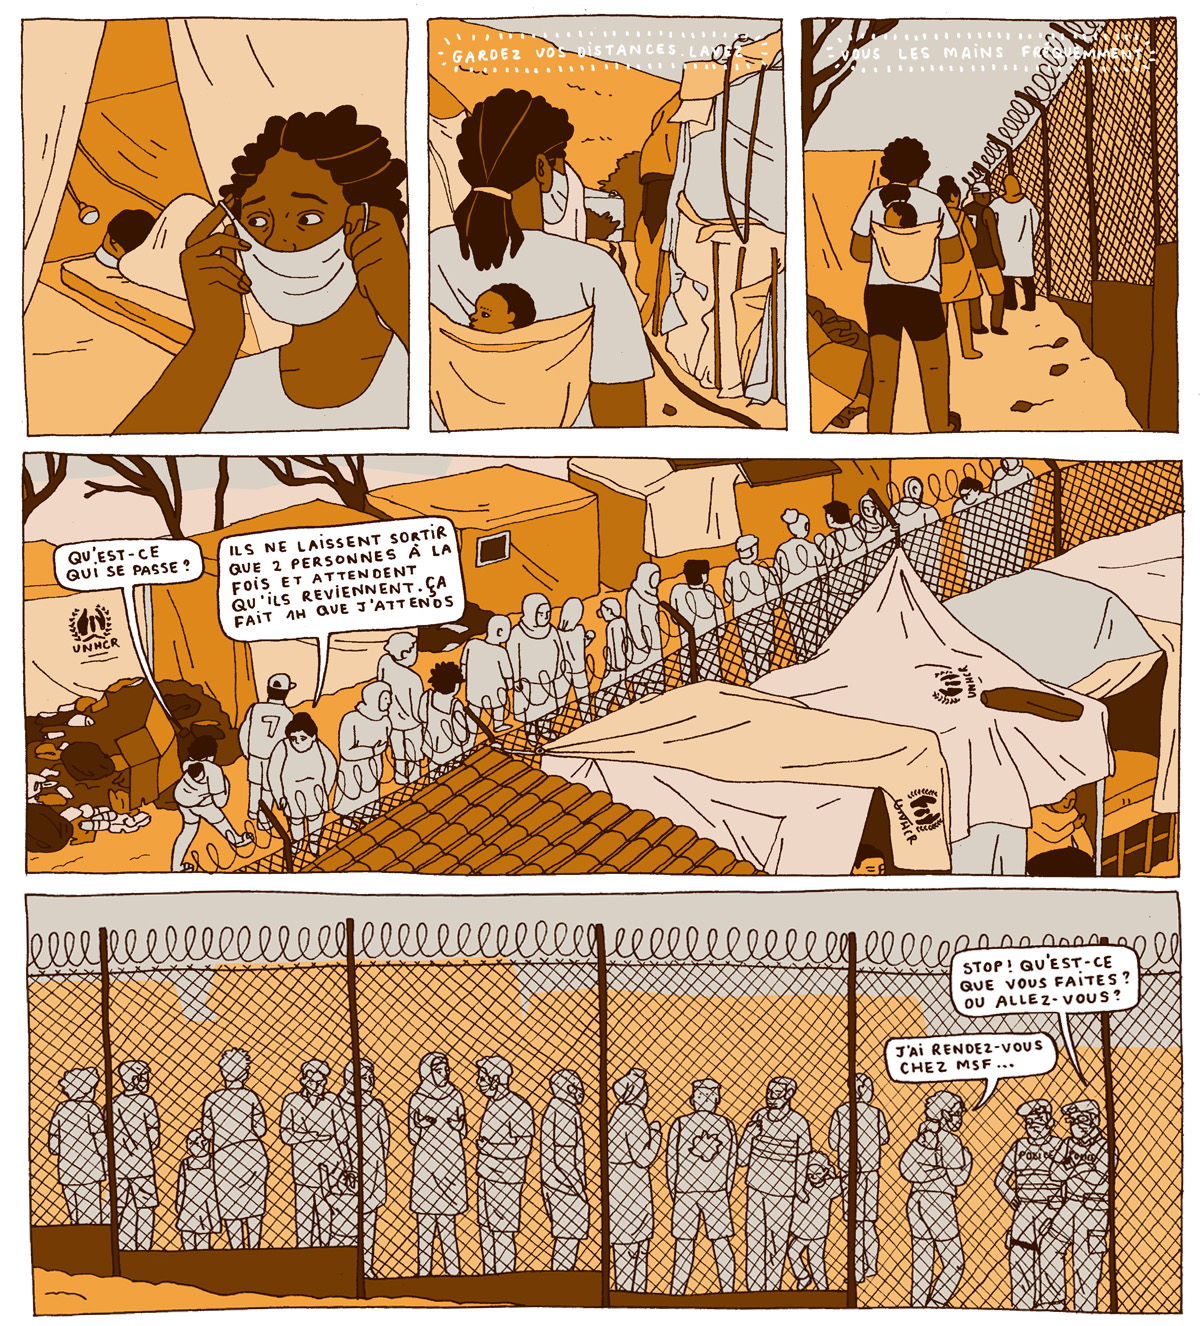 GARDEZ VOS DISTANCES. LAVEZ
VOUS LES MAINS FRÉQUEMMENT
QU'EST-CE
QUI SE PASSE?
ILS NE LAISSENT SORTIR
QUE 2 PERSONNES À LA
FOIS ET ATTENDENT
QU'ILS REVIENNENT. ÇA
FAIT 1H QUE J'ATTENDS
UNHCR
7
UNHCR
UNHCR
STOP! QU'EST-CE
QUE VOUS FAITES?
OU ALLEZ-VOUS?
J'AI RENDEZ-VOUS
CHEZ MSF...
POLICE
POLICE